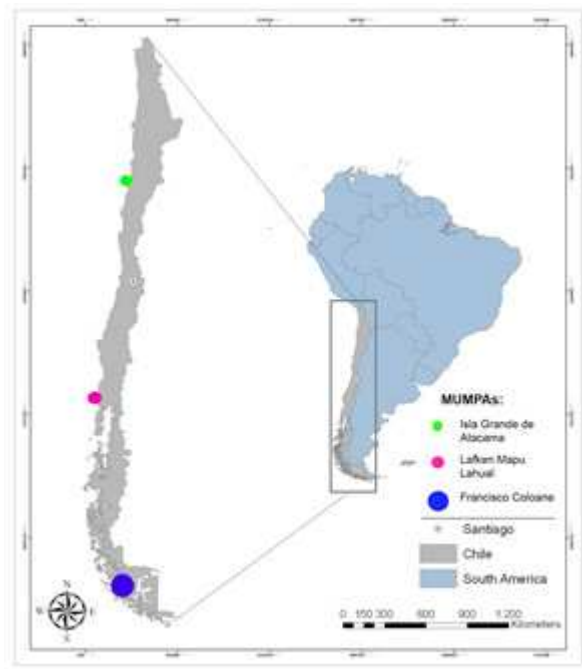 MUMPAs:
Isla Grande de
Atacama
Lafken Mapu
Lahual
Francisco Coloane
Santiago
Chile
South America
0 150 300 600 900 1.200
Kilometers
N
E
S